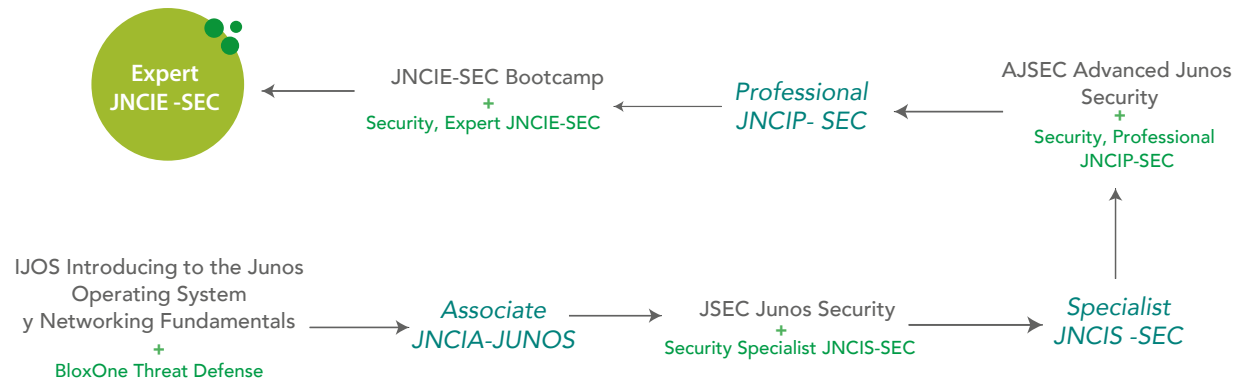 Expert
JNCIE -SEC
JNCIE-SEC Bootcamp
+
Security, Expert JNCIE-SEC
Professional
JNCIP- SEC
AJSEC Advanced Junos
Security
+
Security, Professional
JNCIP-SEC
IJOS Introducing to the Junos
Operating System
y Networking Fundamentals
+
BloxOne Threat Defense
Associate
JNCIA-JUNOS
JSEC Junos Security
+
Security Specialist JNCIS-SEC
Specialist
JNCIS -SEC